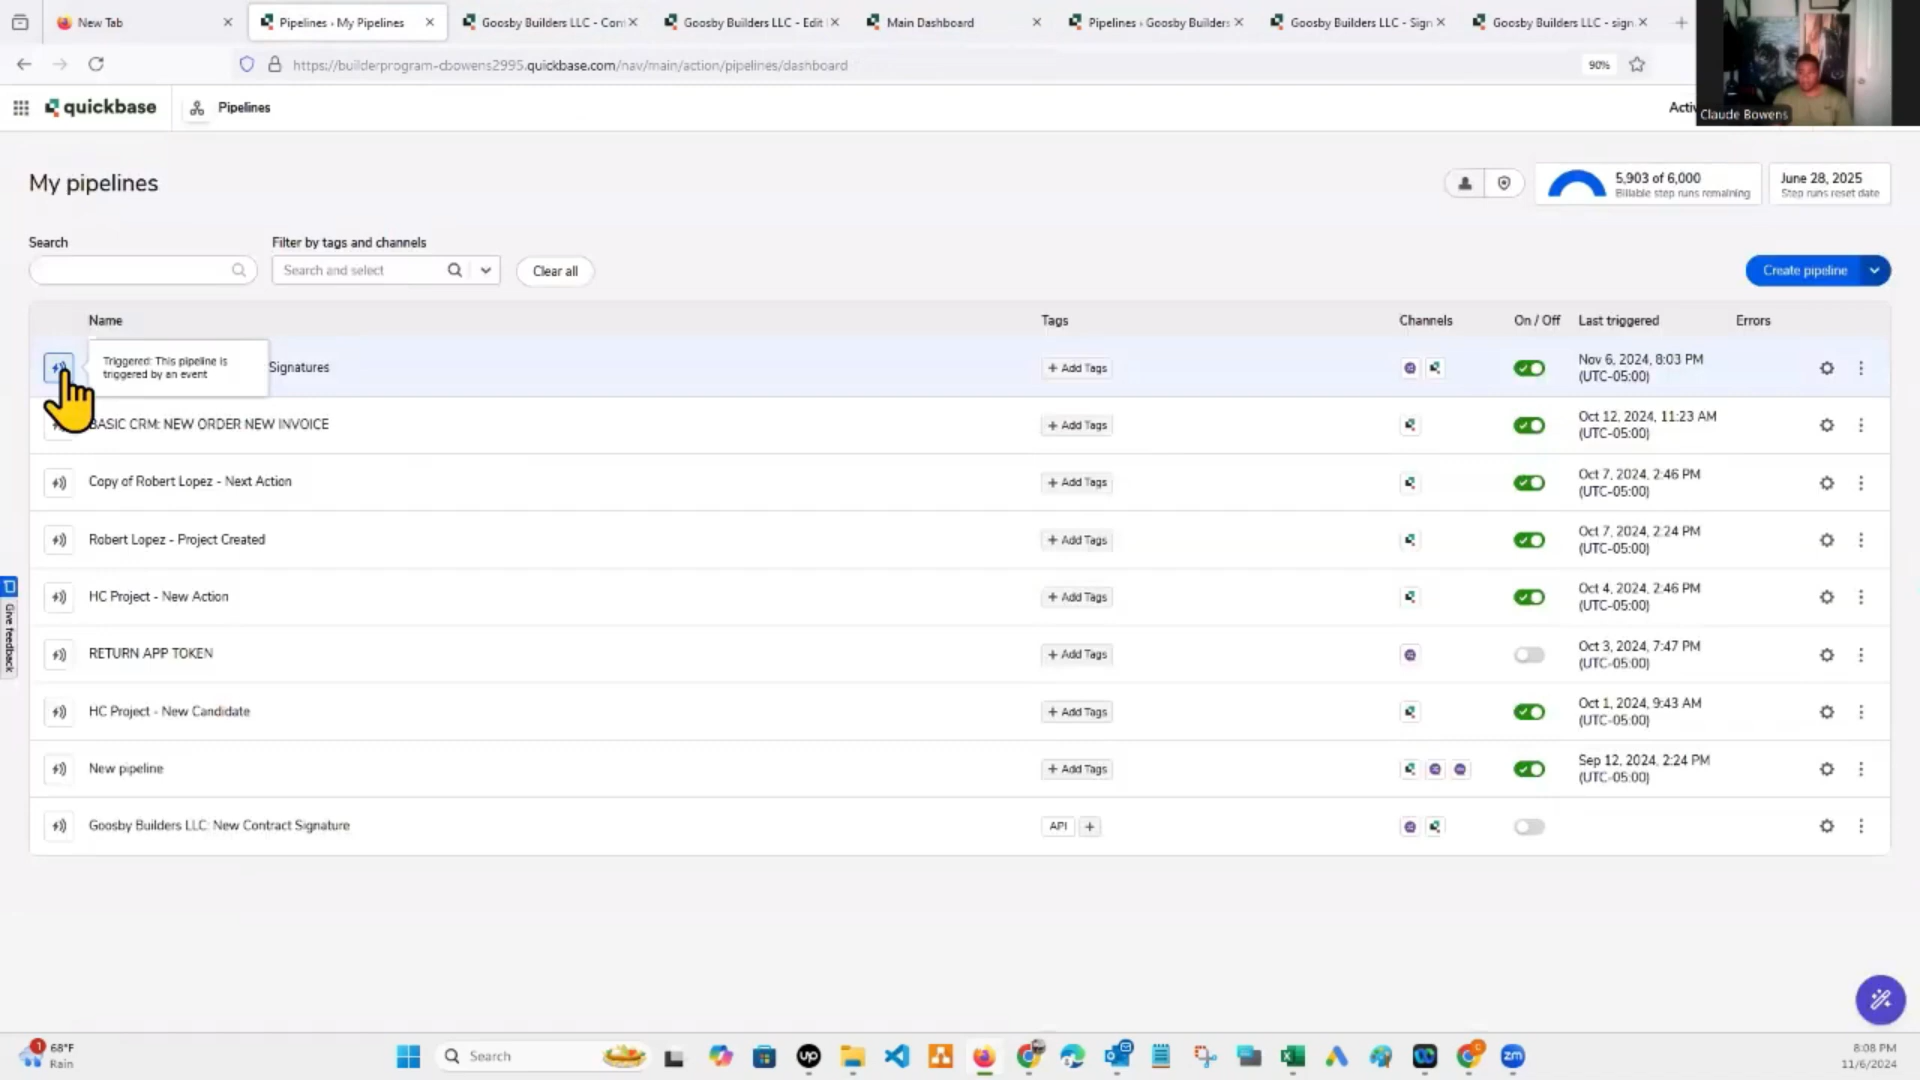 New Tab
Pipelines › My Pipelines
Goosby Builders LLC - Con
Goosby Builders LLC - Edit
Main Dashboard
Pipelines › Goosby Builders
Goosby Builders LLC - Sign
Goosby Builders LLC - sign
https://builderprogram-cbowens2995.quickbase.com/nav/main/action/pipelines/dashboard
90%
quickbase
Pipelines
Activ
Claude Bowens
My pipelines
5,903 of 6,000
Billable step runs remaining
June 28, 2025
Step runs reset date
Search
Filter by tags and channels
Search and select
Clear all
Create pipeline
Name
Tags
Channels
On / Off
Last triggered
Errors
Triggered: This pipeline is
triggered by an event
Signatures
+ Add Tags
Nov 6, 2024, 8:03 PM
(UTC-05:00)
BASIC CRM: NEW ORDER NEW INVOICE
+ Add Tags
Oct 12, 2024, 11:23 AM
(UTC-05:00)
Copy of Robert Lopez - Next Action
+ Add Tags
Oct 7, 2024, 2:46 PM
(UTC-05:00)
Robert Lopez - Project Created
+ Add Tags
Oct 7, 2024, 2:24 PM
(UTC-05:00)
HC Project - New Action
+ Add Tags
Oct 4, 2024, 2:46 PM
(UTC-05:00)
RETURN APP TOKEN
+ Add Tags
Oct 3, 2024, 7:47 PM
(UTC-05:00)
HC Project - New Candidate
+ Add Tags
Oct 1, 2024, 9:43 AM
(UTC-05:00)
New pipeline
+ Add Tags
Sep 12, 2024, 2:24 PM
(UTC-05:00)
Goosby Builders LLC: New Contract Signature
API +
Give feedback
1
68°F
Rain
Search
up
zm
8:08 PM
11/6/2024